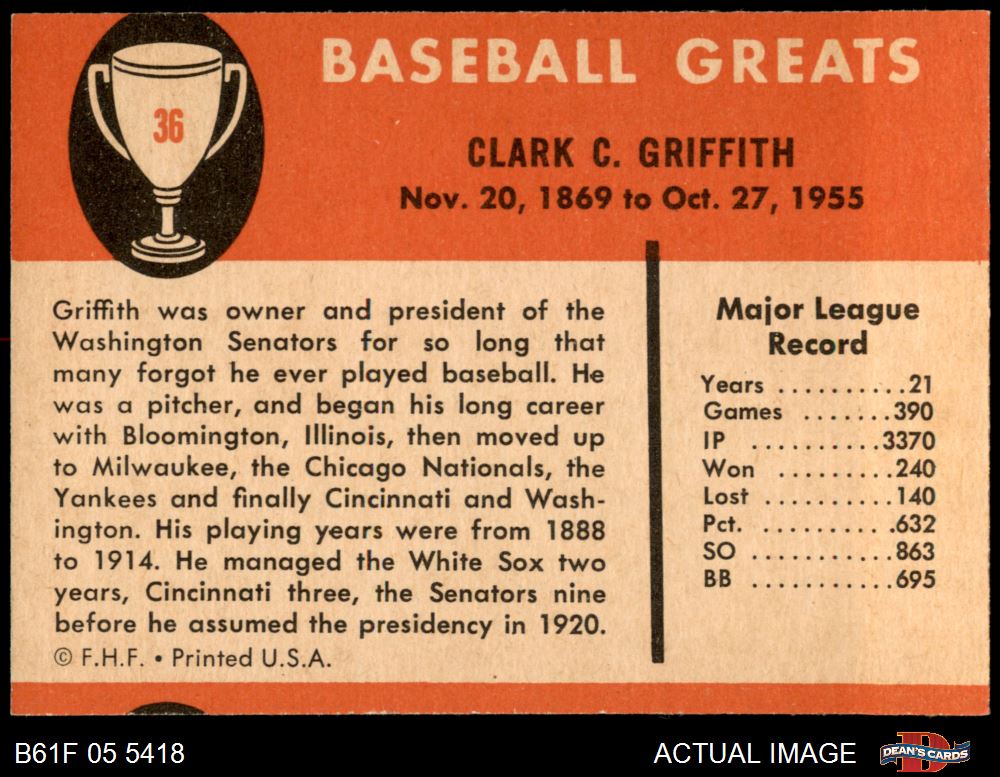 36
BASEBALL GREATS
CLARK C. GRIFFITH
Nov. 20, 1869 to Oct. 27, 1955
Griffith was owner and president of the
Washington Senators for so long that
many forgot he ever played baseball. He
was a pitcher, and began his long career
with Bloomington, Illinois, then moved up
to Milwaukee, the Chicago Nationals, the
Yankees and finally Cincinnati and Wash-
ington. His playing years were from 1888
to 1914. He managed the White Sox two
years, Cincinnati three, the Senators nine
before he assumed the presidency in 1920.
© F.H.F. • Printed U.S.A.
Major League
Record
Years ..........21
Games .......390
IP ..........3370
Won .........240
Lost ..........140
Pct. ..........632
SO ...........863
BB ...........695
B61F 05 5418
ACTUAL IMAGE
DEAN'S CARDS